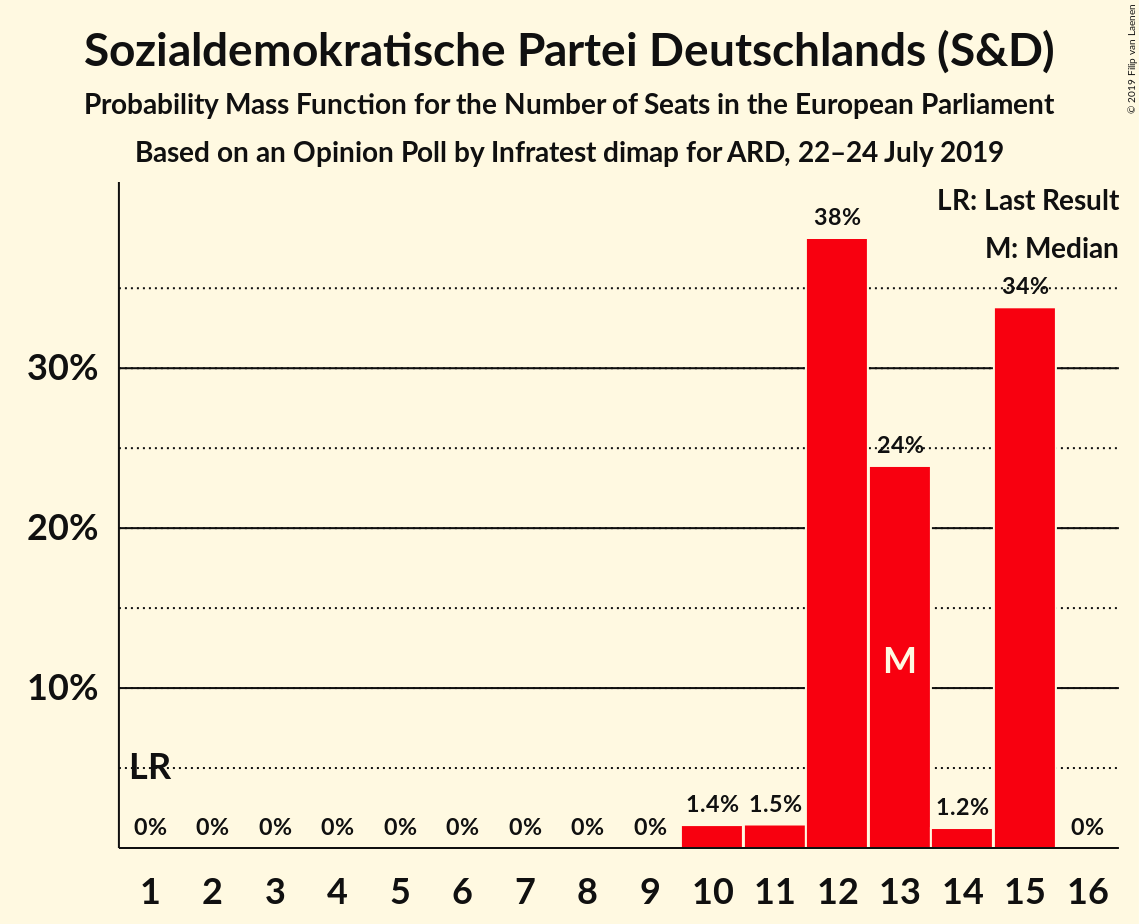 Sozialdemokratische Partei Deutschlands (S&D)
Probability Mass Function for the Number of Seats in the European Parliament
Based on an Opinion Poll by Infratest dimap for ARD, 22–24 July 2019
© 2019 Filip van Laenen
LR: Last Result
M: Median
38%
34%
30%
24%
20%
M
10%
LR
0% 0% 0% 0% 0% 0% 0% 0% 0% 1.4% 1.5% 1.2% 0%
1 2 3 4 5 6 7 8 9 10 11 12 13 14 15 16